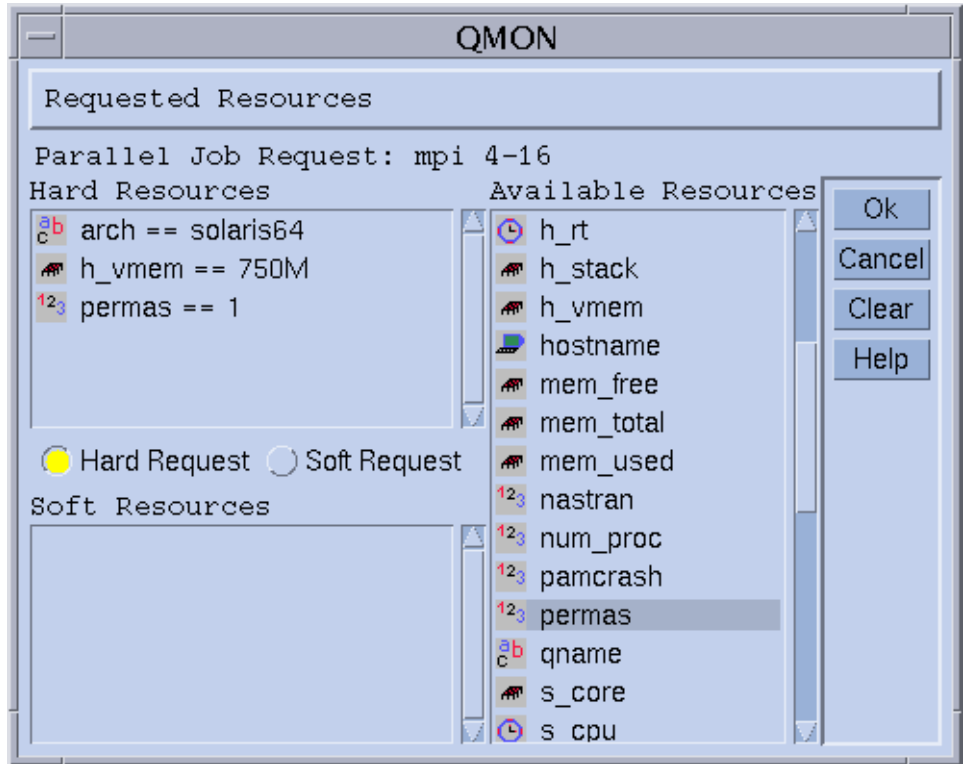 QMON
Requested Resources
Parallel Job Request: mpi 4-16
Hard Resources
arch == solaris64
h_vmem == 750M
permas == 1
Hard Request
Soft Request
Soft Resources
Available Resources
h_rt
h_stack
h_vmem
hostname
mem_free
mem_total
mem_used
nastran
num_proc
pamcrash
permas
qname
s_core
s_cpu
Ok
Cancel
Clear
Help